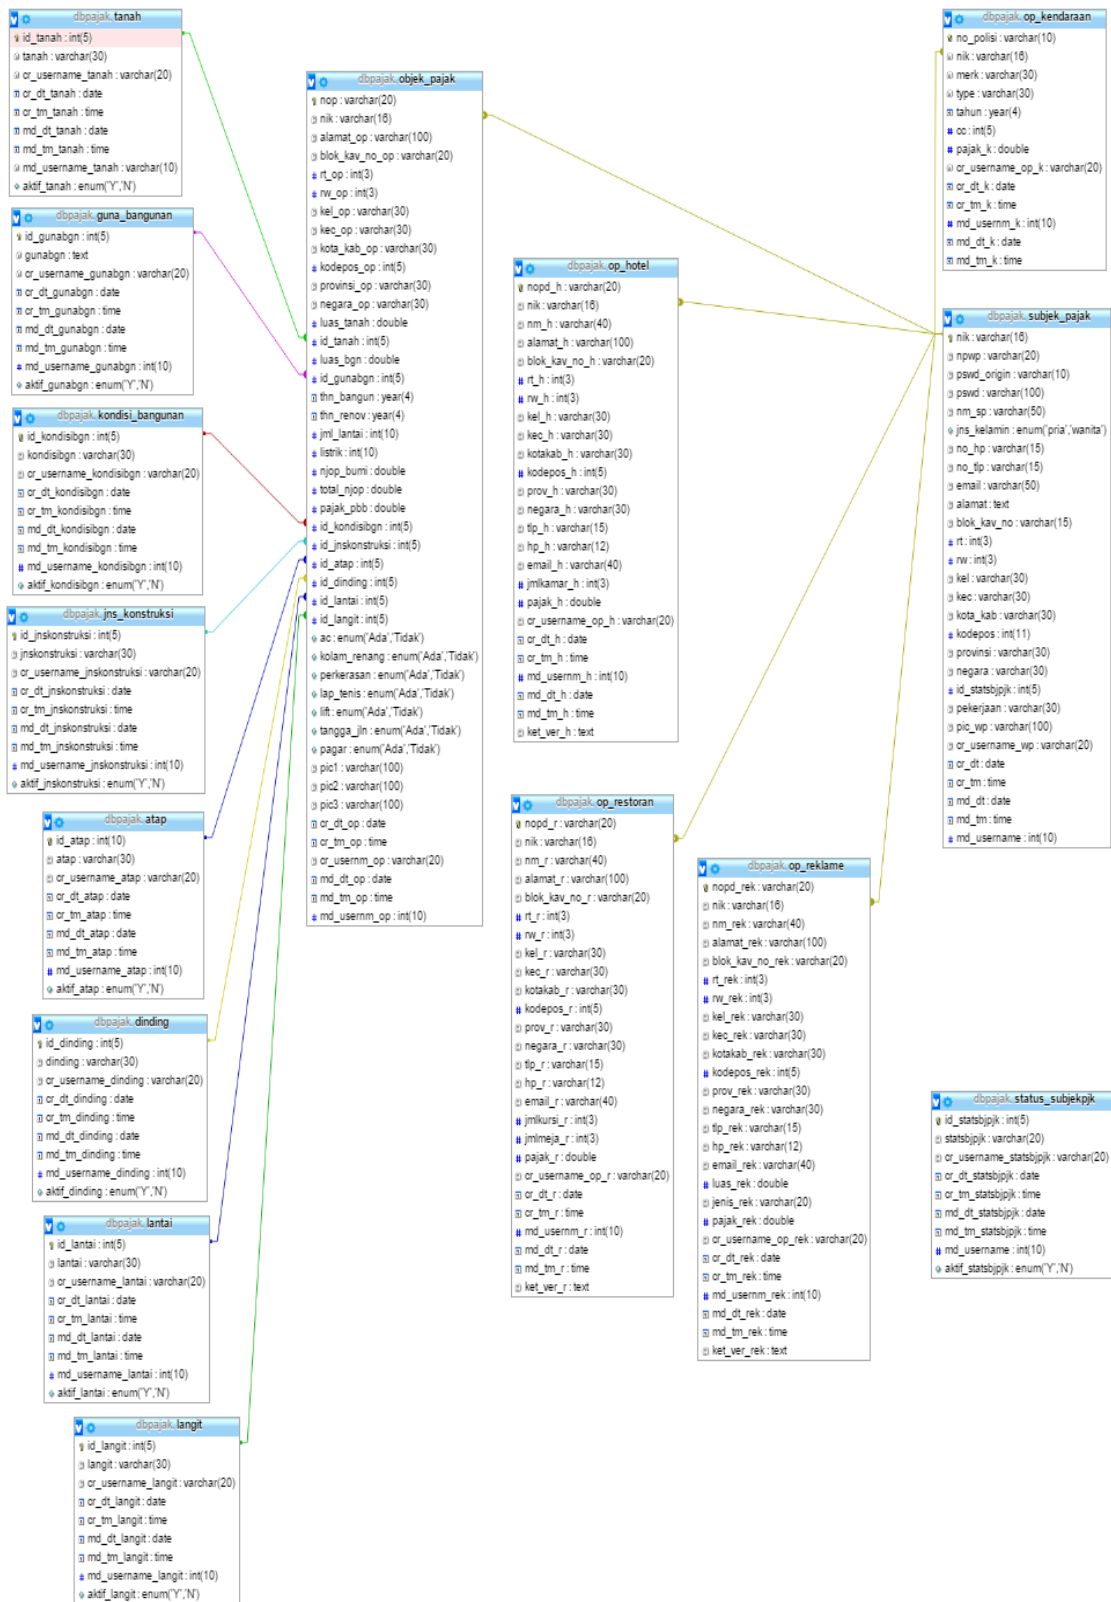 dbpajak.tanah
id_tanah : int(5)
tanah : varchar(30)
cr_username_tanah : varchar(20)
cr_dt_tanah : date
cr_tm_tanah : time
md_dt_tanah : date
md_tm_tanah : time
md_username_tanah : varchar(10)
aktif_tanah : enum('Y','N')
dbpajak.guna_bangunan
id_gunabgn : int(5)
gunabgn : text
cr_username_gunabgn : varchar(20)
cr_dt_gunabgn : date
cr_tm_gunabgn : time
md_dt_gunabgn : date
md_tm_gunabgn : time
md_username_gunabgn : int(10)
aktif_gunabgn : enum('Y','N')
dbpajak.kondisi_bangunan
id_kondisibgn : int(5)
kondisibgn : varchar(30)
cr_username_kondisibgn : varchar(20)
cr_dt_kondisibgn : date
cr_tm_kondisibgn : time
md_dt_kondisibgn : date
md_tm_kondisibgn : time
md_username_kondisibgn : int(10)
aktif_kondisibgn : enum('Y','N')
dbpajak.jns_konstruksi
id_jnskonstruksi : int(5)
jnskonstruksi : varchar(30)
cr_username_jnskonstruksi : varchar(20)
cr_dt_jnskonstruksi : date
cr_tm_jnskonstruksi : time
md_dt_jnskonstruksi : date
md_tm_jnskonstruksi : time
md_username_jnskonstruksi : int(10)
aktif_jnskonstruksi : enum('Y','N')
dbpajak.atap
id_atap : int(10)
atap : varchar(30)
cr_username_atap : varchar(20)
cr_dt_atap : date
cr_tm_atap : time
md_dt_atap : date
md_tm_atap : time
md_username_atap : int(10)
aktif_atap : enum('Y','N')
dbpajak.dinding
id_dinding : int(5)
dinding : varchar(30)
cr_username_dinding : varchar(20)
cr_dt_dinding : date
cr_tm_dinding : time
md_dt_dinding : date
md_tm_dinding : time
md_username_dinding : int(10)
aktif_dinding : enum('Y','N')
dbpajak.lantai
id_lantai : int(5)
lantai : varchar(30)
cr_username_lantai : varchar(20)
cr_dt_lantai : date
cr_tm_lantai : time
md_dt_lantai : date
md_tm_lantai : time
md_username_lantai : int(10)
aktif_lantai : enum('Y','N')
dbpajak.langit
id_langit : int(5)
langit : varchar(30)
cr_username_langit : varchar(20)
cr_dt_langit : date
cr_tm_langit : time
md_dt_langit : date
md_tm_langit : time
md_username_langit : int(10)
aktif_langit : enum('Y','N')
dbpajak.objek_pajak
nop : varchar(20)
nik : varchar(16)
alamat_op : varchar(100)
blok_kav_no_op : varchar(20)
rt_op : int(3)
rw_op : int(3)
kel_op : varchar(30)
kec_op : varchar(30)
kota_kab_op : varchar(30)
kodepos_op : int(5)
provinsi_op : varchar(30)
negara_op : varchar(30)
luas_tanah : double
id_tanah : int(5)
luas_bgn : double
id_gunabgn : int(5)
thn_bangun : year(4)
thn_renov : year(4)
jml_lantai : int(10)
listrik : int(10)
njop_bumi : double
total_njop : double
pajak_pbb : double
id_kondisibgn : int(5)
id_jnskonstruksi : int(5)
id_atap : int(5)
id_dinding : int(5)
id_lantai : int(5)
id_langit : int(5)
ac : enum('Ada','Tidak')
kolam_renang : enum('Ada','Tidak')
perkerasan : enum('Ada','Tidak')
lap_tenis : enum('Ada','Tidak')
lift : enum('Ada','Tidak')
tangga_jln : enum('Ada','Tidak')
pagar : enum('Ada','Tidak')
pic1 : varchar(100)
pic2 : varchar(100)
pic3 : varchar(100)
cr_dt_op : date
cr_tm_op : time
cr_usernm_op : varchar(20)
md_dt_op : date
md_tm_op : time
md_usernm_op : int(10)
dbpajak.op_hotel
nopd_h : varchar(20)
nik : varchar(16)
nm_h : varchar(40)
alamat_h : varchar(100)
blok_kav_no_h : varchar(20)
rt_h : int(3)
rw_h : int(3)
kel_h : varchar(30)
kec_h : varchar(30)
kotakab_h : varchar(30)
kodepos_h : int(5)
prov_h : varchar(30)
negara_h : varchar(30)
tlp_h : varchar(15)
hp_h : varchar(12)
email_h : varchar(40)
jmlkamar_h : int(3)
pajak_h : double
cr_username_op_h : varchar(20)
cr_dt_h : date
cr_tm_h : time
md_usernm_h : int(10)
md_dt_h : date
md_tm_h : time
ket_ver_h : text
dbpajak.op_restoran
nopd_r : varchar(20)
nik : varchar(16)
nm_r : varchar(40)
alamat_r : varchar(100)
blok_kav_no_r : varchar(20)
rt_r : int(3)
rw_r : int(3)
kel_r : varchar(30)
kec_r : varchar(30)
kotakab_r : varchar(30)
kodepos_r : int(5)
prov_r : varchar(30)
negara_r : varchar(30)
tlp_r : varchar(15)
hp_r : varchar(12)
email_r : varchar(40)
jmlkursi_r : int(3)
jmlmeja_r : int(3)
pajak_r : double
cr_username_op_r : varchar(20)
cr_dt_r : date
cr_tm_r : time
md_usernm_r : int(10)
md_dt_r : date
md_tm_r : time
ket_ver_r : text
dbpajak.op_reklame
nopd_rek : varchar(20)
nik : varchar(16)
nm_rek : varchar(40)
alamat_rek : varchar(100)
blok_kav_no_rek : varchar(20)
rt_rek : int(3)
rw_rek : int(3)
kel_rek : varchar(30)
kec_rek : varchar(30)
kotakab_rek : varchar(30)
kodepos_rek : int(5)
prov_rek : varchar(30)
negara_rek : varchar(30)
tlp_rek : varchar(15)
hp_rek : varchar(12)
email_rek : varchar(40)
luas_rek : double
jenis_rek : varchar(20)
pajak_rek : double
cr_username_op_rek : varchar(20)
cr_dt_rek : date
cr_tm_rek : time
md_usernm_rek : int(10)
md_dt_rek : date
md_tm_rek : time
ket_ver_rek : text
dbpajak.op_kendaraan
no_polisi : varchar(10)
nik : varchar(16)
merk : varchar(30)
type : varchar(30)
tahun : year(4)
cc : int(5)
pajak_k : double
cr_username_op_k : varchar(20)
cr_dt_k : date
cr_tm_k : time
md_usernm_k : int(10)
md_dt_k : date
md_tm_k : time
dbpajak.subjek_pajak
nik : varchar(16)
npwp : varchar(20)
pswd_origin : varchar(10)
pswd : varchar(100)
nm_sp : varchar(50)
jns_kelamin : enum('pria','wanita')
no_hp : varchar(15)
no_tlp : varchar(15)
email : varchar(50)
alamat : text
blok_kav_no : varchar(15)
rt : int(3)
rw : int(3)
kel : varchar(30)
kec : varchar(30)
kota_kab : varchar(30)
kodepos : int(11)
provinsi : varchar(30)
negara : varchar(30)
id_statsbjpjk : int(5)
pekerjaan : varchar(30)
pic_wp : varchar(100)
cr_username_wp : varchar(20)
cr_dt : date
cr_tm : time
md_dt : date
md_tm : time
md_username : int(10)
dbpajak.status_subjekpjk
id_statsbjpjk : int(5)
statsbjpjk : varchar(20)
cr_username_statsbjpjk : varchar(20)
cr_dt_statsbjpjk : date
cr_tm_statsbjpjk : time
md_dt_statsbjpjk : date
md_tm_statsbjpjk : time
md_username : int(10)
aktif_statsbjpjk : enum('Y','N')